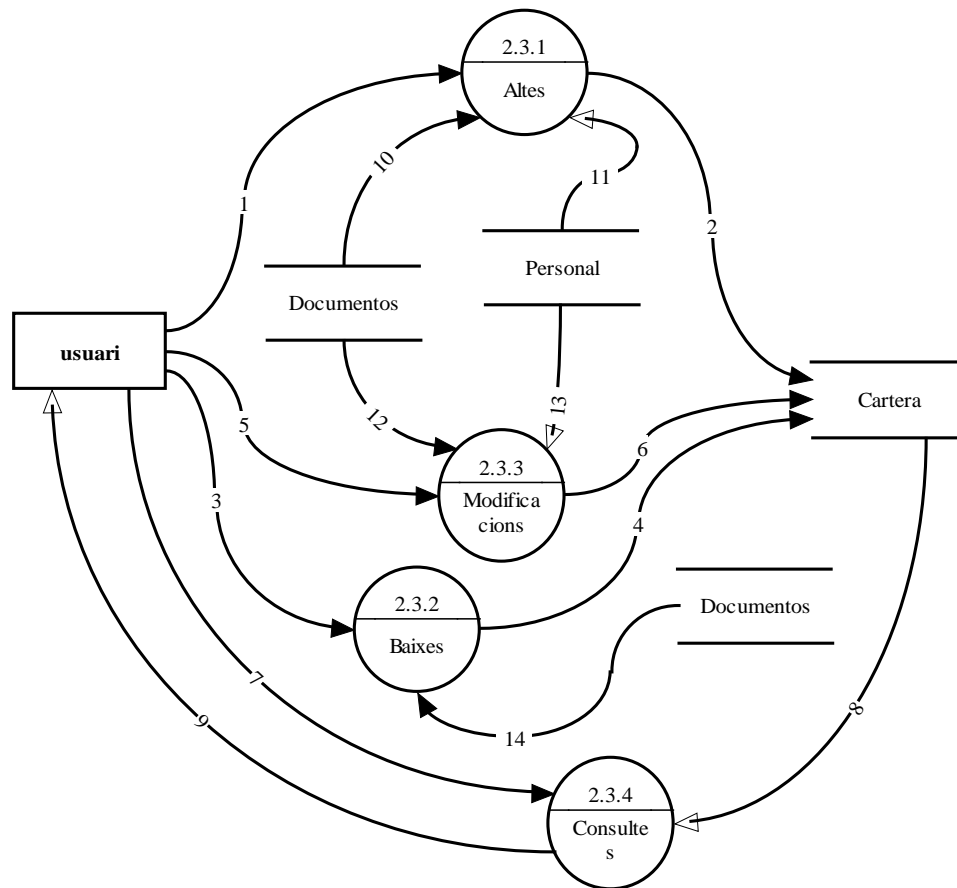 2.3.1
Altes
1
10
11
2
Personal
Documentos
usuari
Cartera
12
13
5
6
2.3.3
Modifica
cions
3
4
2.3.2
Baixes
Documentos
7
9
14
8
2.3.4
Consulte
s